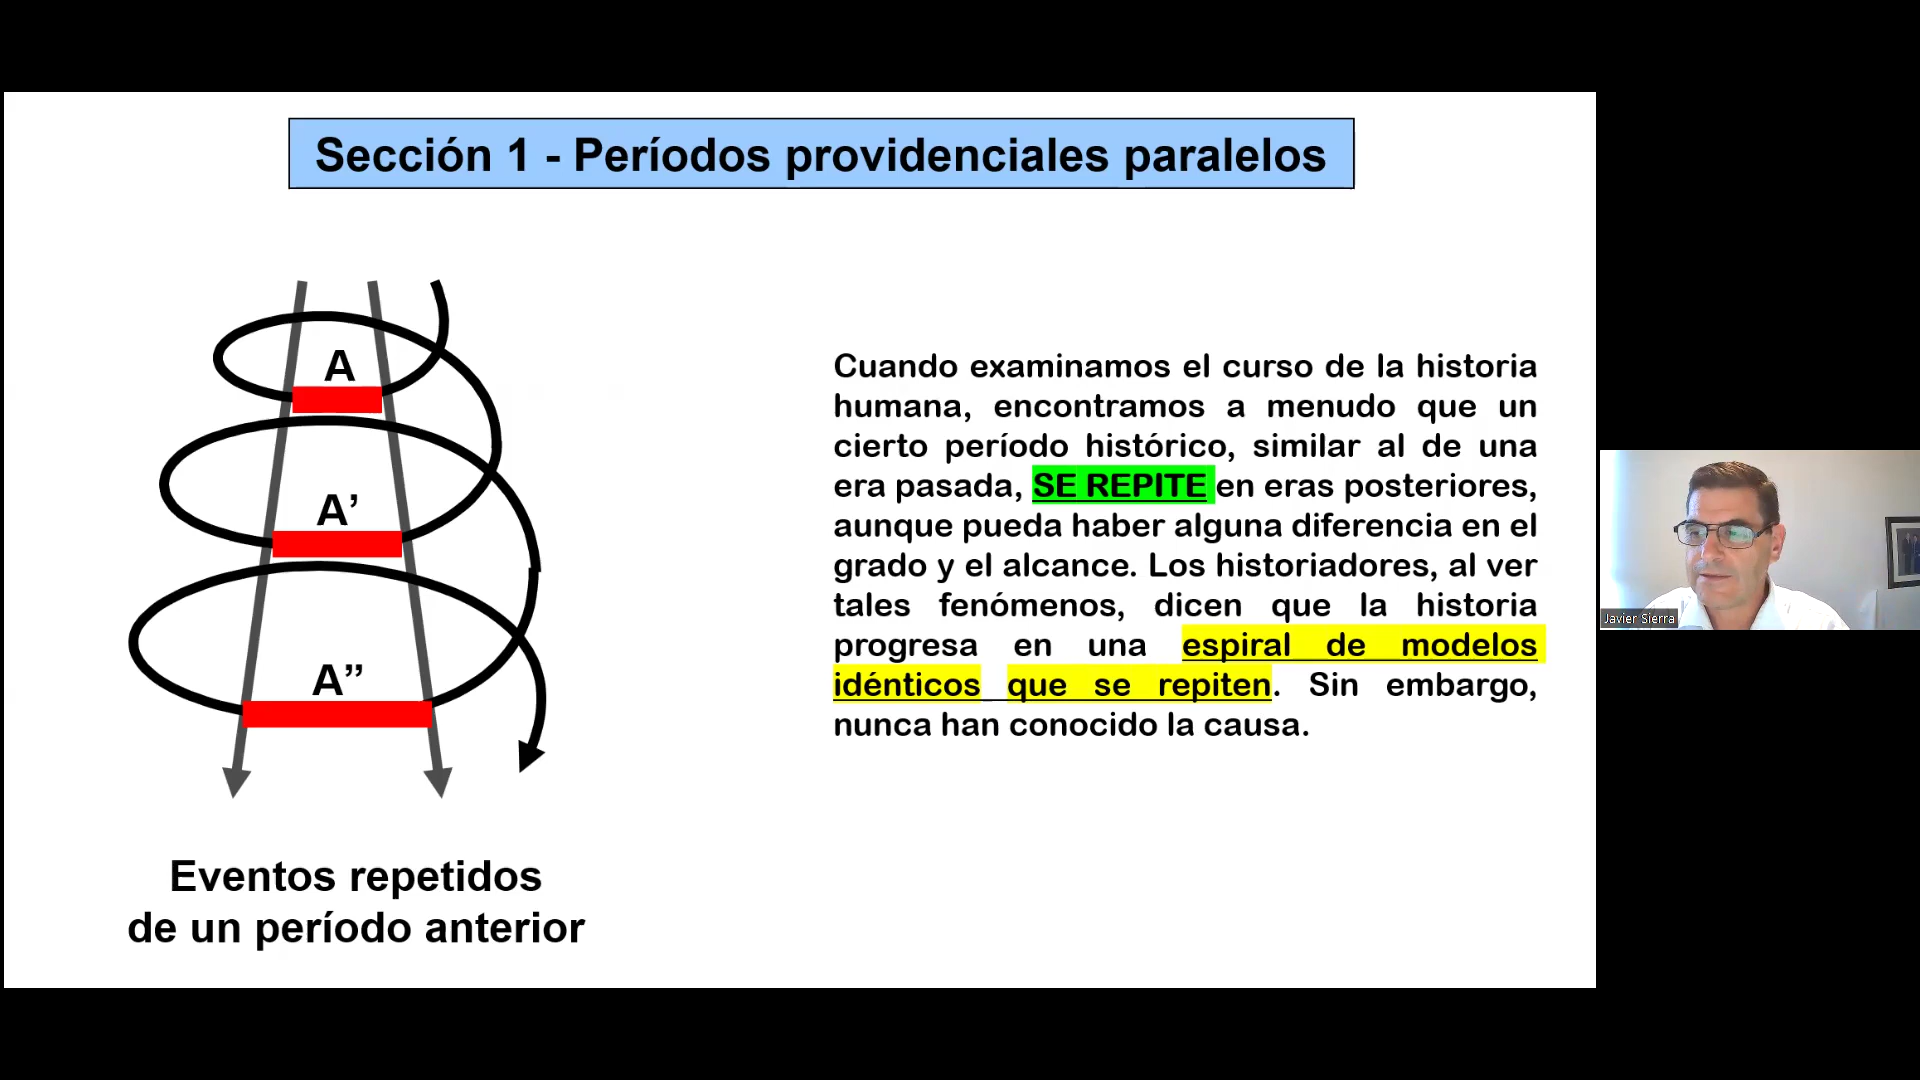 Sección 1 - Períodos providenciales paralelos
A
A’
A’’
Eventos repetidos
de un período anterior
Cuando examinamos el curso de la historia
humana, encontramos a menudo que un
cierto período histórico, similar al de una
era pasada, SE REPITE en eras posteriores,
aunque pueda haber alguna diferencia en el
grado y el alcance. Los historiadores, al ver
tales fenómenos, dicen que la historia
progresa en una espiral de modelos
idénticos que se repiten. Sin embargo,
nunca han conocido la causa.
Javier Sierra